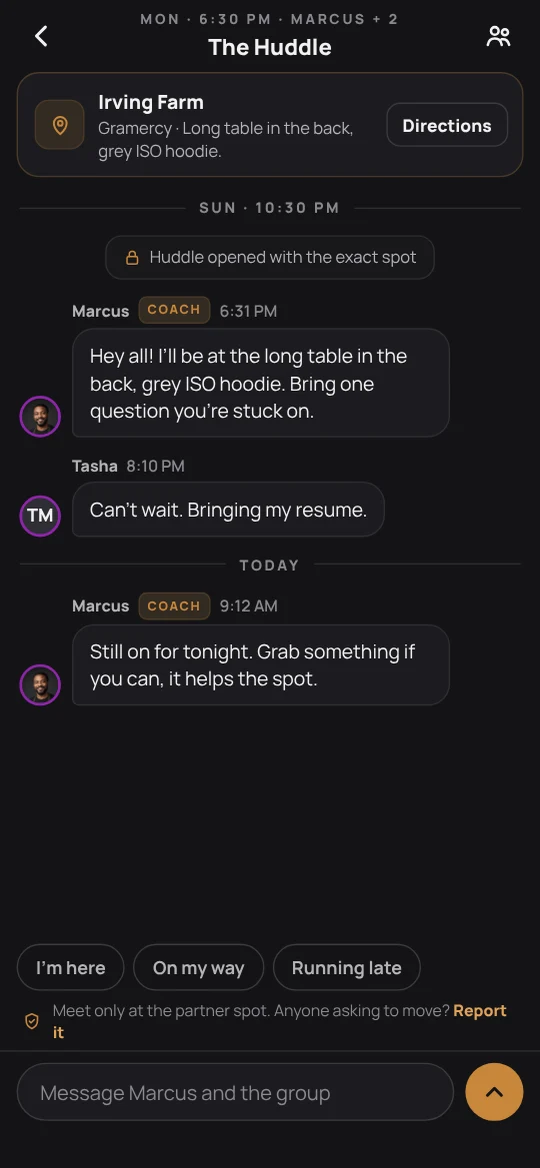 MON · 6:30 PM · MARCUS + 2
The Huddle
Irving Farm
Gramercy · Long table in the back,
grey ISO hoodie.
Directions
SUN · 10:30 PM
Huddle opened with the exact spot
Marcus COACH 6:31 PM
Hey all! I'll be at the long table in the
back, grey ISO hoodie. Bring one
question you're stuck on.
Tasha 8:10 PM
TM
Can't wait. Bringing my resume.
TODAY
Marcus COACH 9:12 AM
Still on for tonight. Grab something if
you can, it helps the spot.
I'm here
On my way
Running late
Meet only at the partner spot. Anyone asking to move? Report
it
Message Marcus and the group